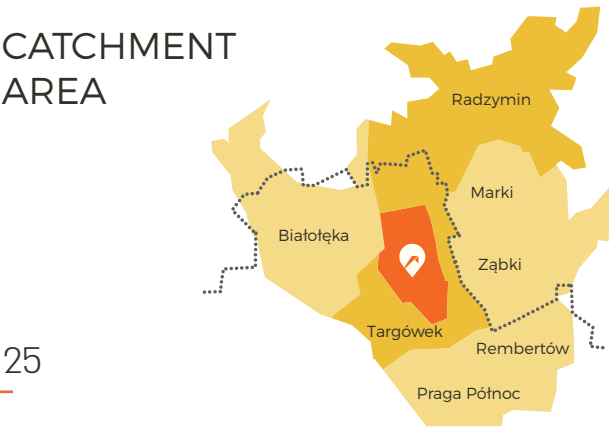 CATCHMENT
AREA
Radzymin
Marki
Białołęka
Ząbki
Targówek
Rembertów
25
Praga Północ